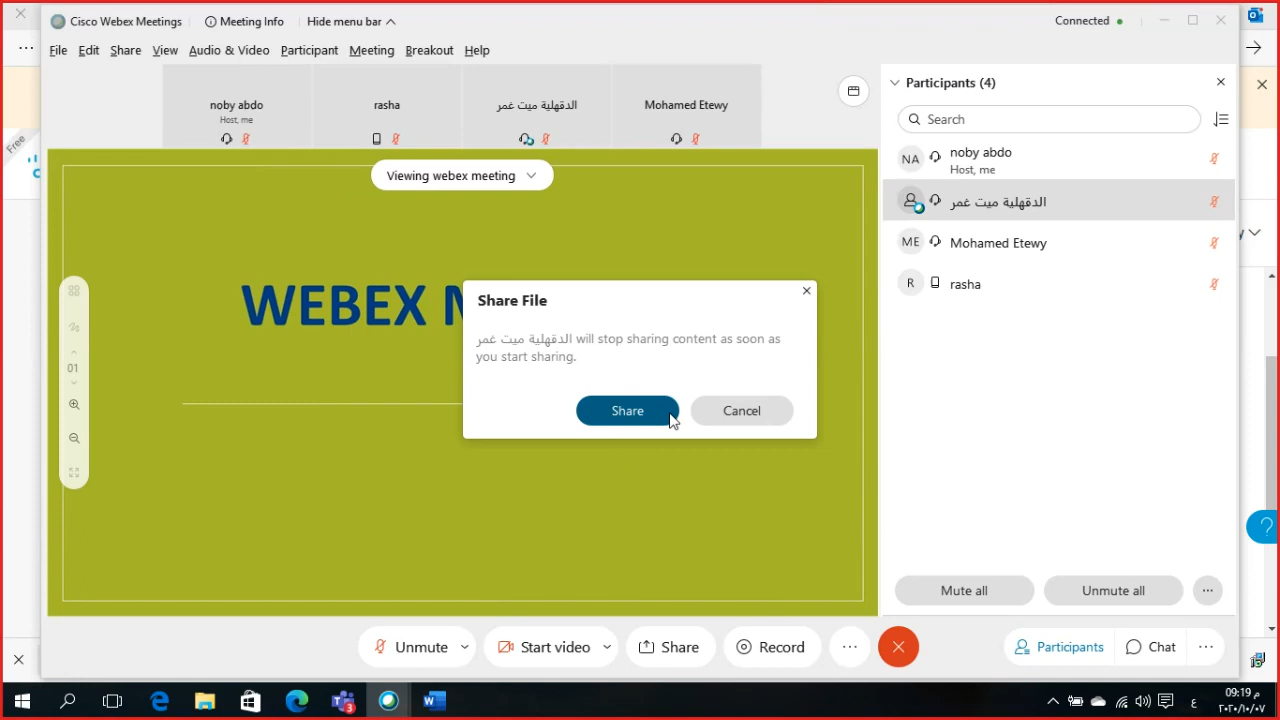 Cisco Webex Meetings
Meeting Info
Hide menu bar
Connected
File Edit Share View Audio & Video Participant Meeting Breakout Help
noby abdo
Host, me
rasha
الدقهلية ميت غمر
Mohamed Etewy
Participants (4)
Search
NA
noby abdo
Host, me
الدقهلية ميت غمر
ME
Mohamed Etewy
R
rasha
Free
Viewing webex meeting
WEBEX M
01
Share File
الدقهلية ميت غمر will stop sharing content as soon as
you start sharing.
Share
Cancel
Mute all
Unmute all
Unmute
Start video
Share
Record
Participants
Chat
?
3
ع
م 09:19
٢٠٢٠/١٠/٠٧